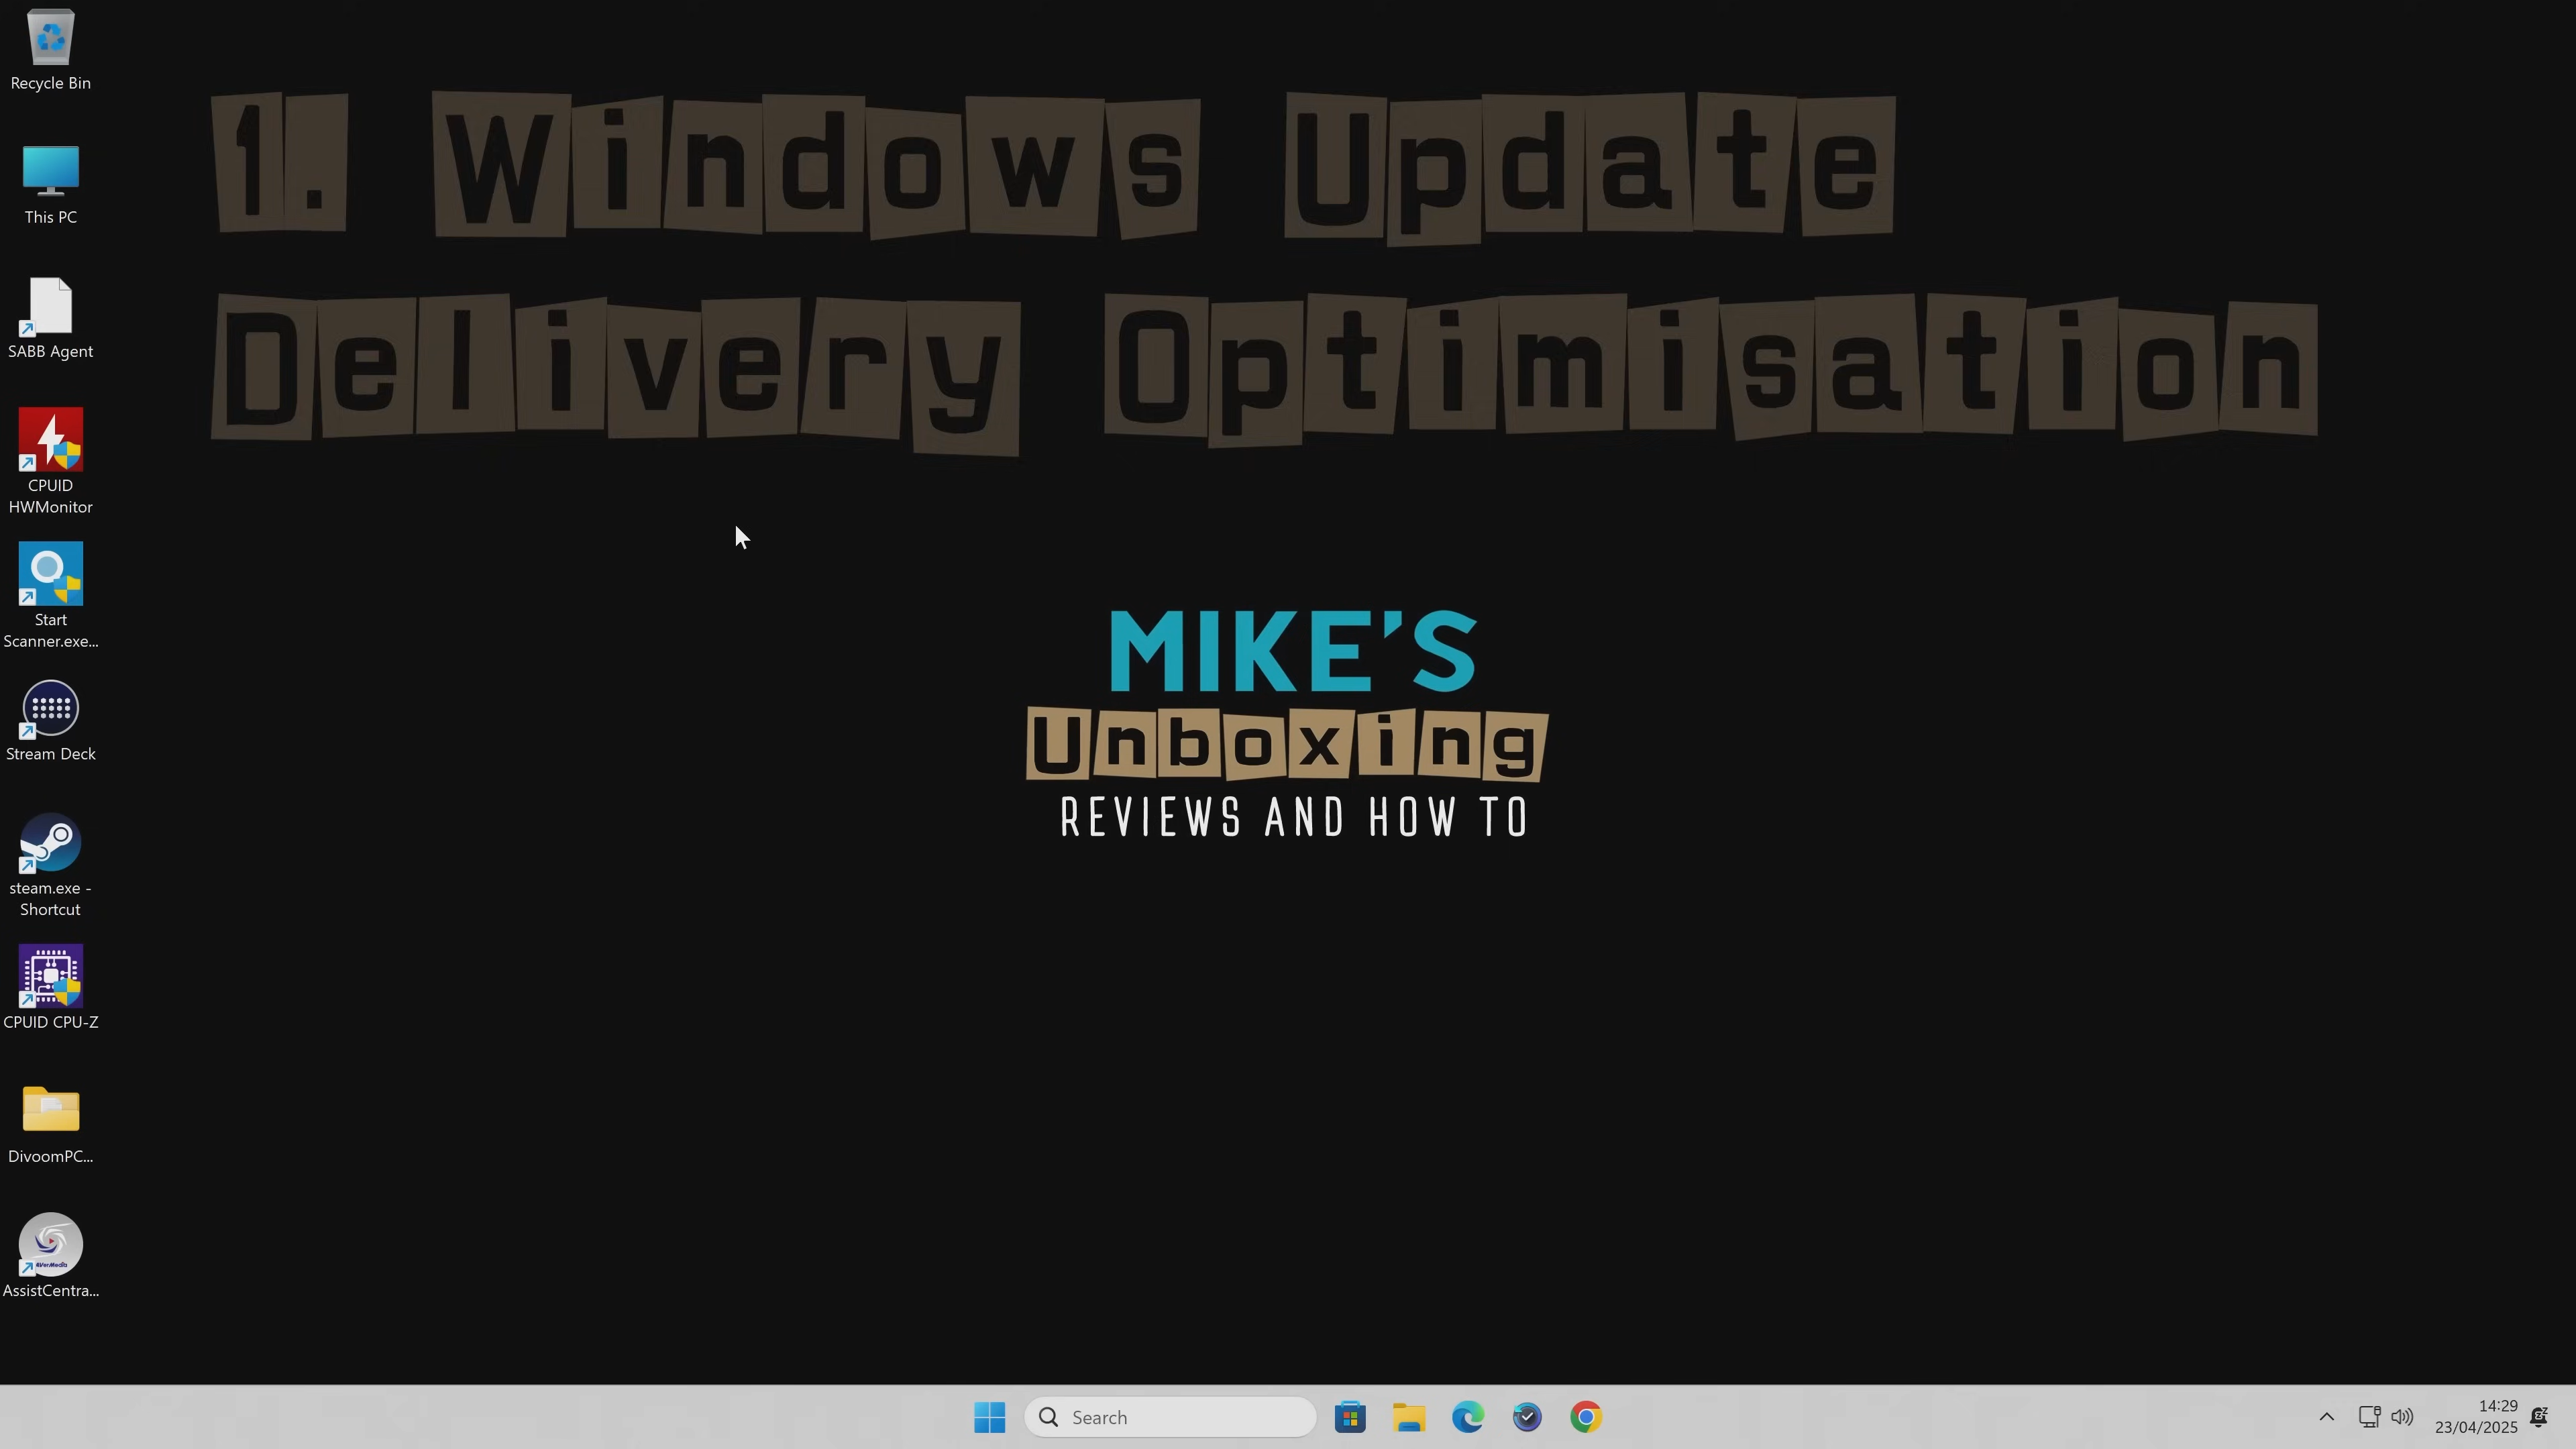 Recycle Bin
This PC
SABB Agent
CPUID
HWMonitor
Start
Scanner.exe...
Stream Deck
steam.exe -
Shortcut
CPUID CPU-Z
DivoomPC...
AVerMedia
AssistCentra...
1. Windows Update
Delivery Optimisation
MIKE'S
Unboxing
REVIEWS AND HOW TO
Search
14:29
23/04/2025